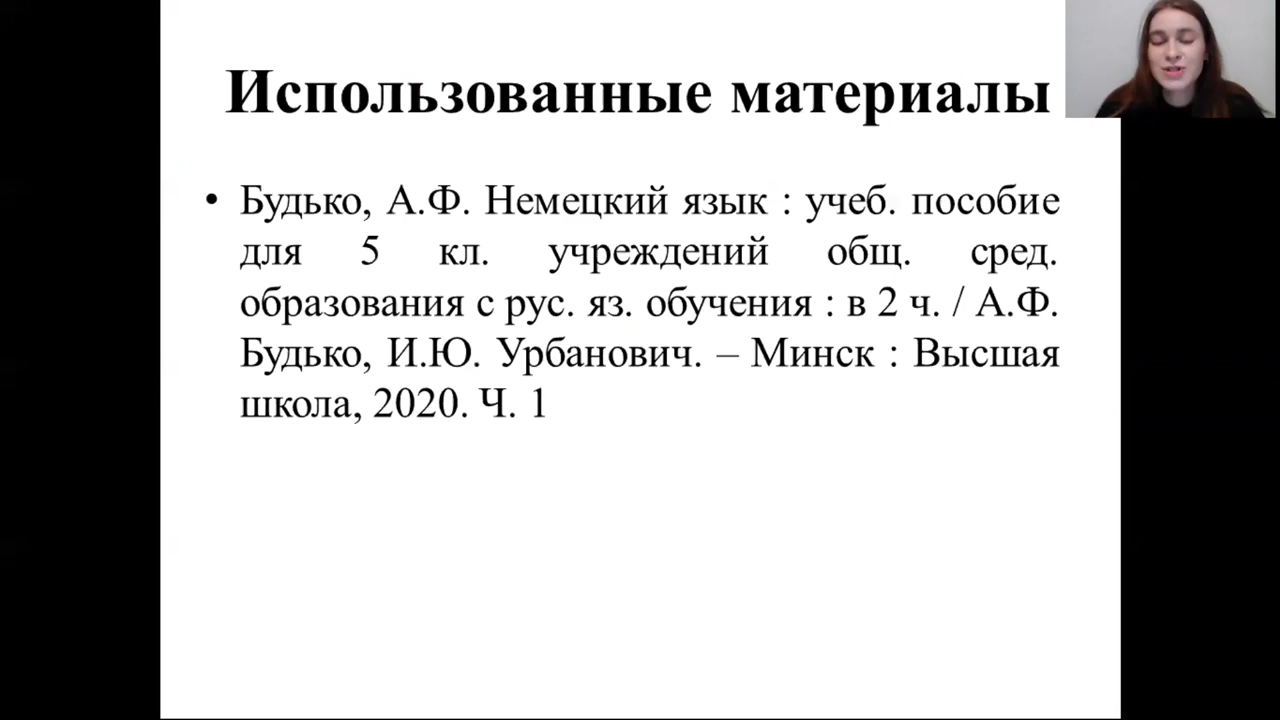 Использованные материалы
• Будько, А.Ф. Немецкий язык : учеб. пособие
для 5 кл. учреждений общ. сред.
образования с рус. яз. обучения : в 2 ч. / А.Ф.
Будько, И.Ю. Урбанович. – Минск : Высшая
школа, 2020. Ч. 1